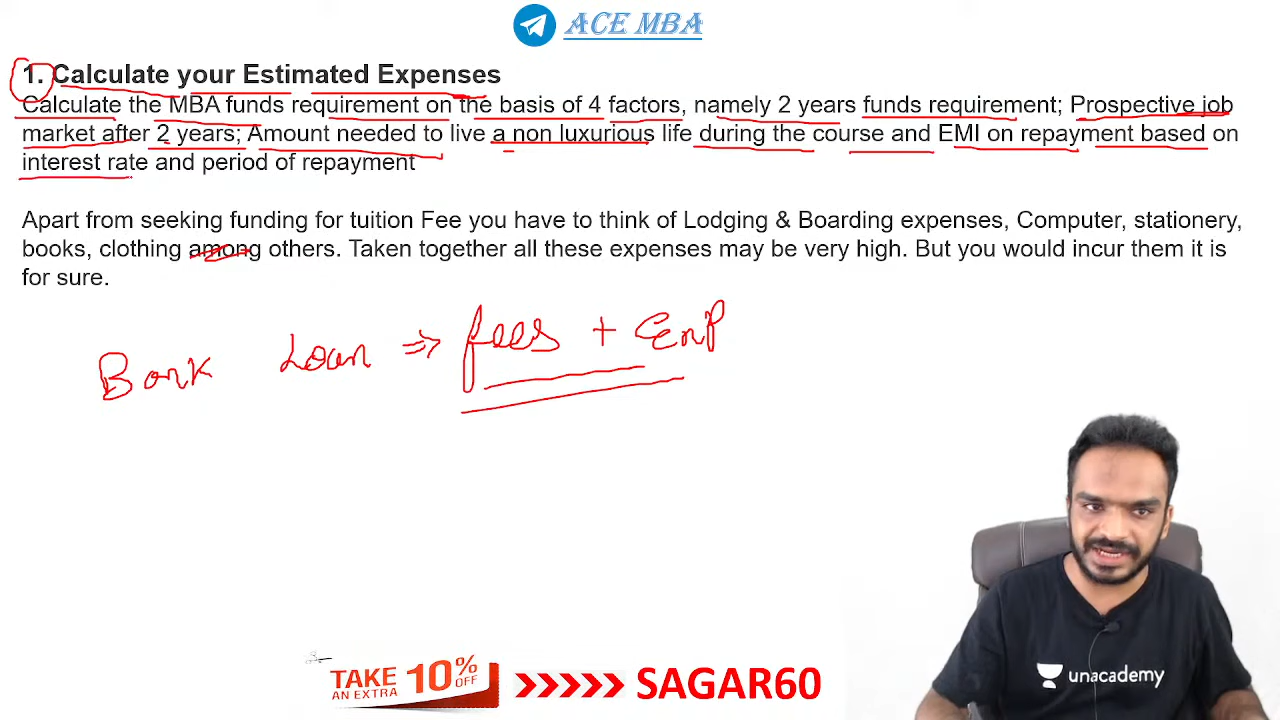 ACE MBA
1. Calculate your Estimated Expenses
Calculate the MBA funds requirement on the basis of 4 factors, namely 2 years funds requirement; Prospective job
market after 2 years; Amount needed to live a non luxurious life during the course and EMI on repayment based on
interest rate and period of repayment
Apart from seeking funding for tuition Fee you have to think of Lodging & Boarding expenses, Computer, stationery,
books, clothing among others. Taken together all these expenses may be very high. But you would incur them it is
for sure.
Bank Loan ⇒ fees + Exp
unacademy
TAKE 10% OFF
AN EXTRA
SAGAR60